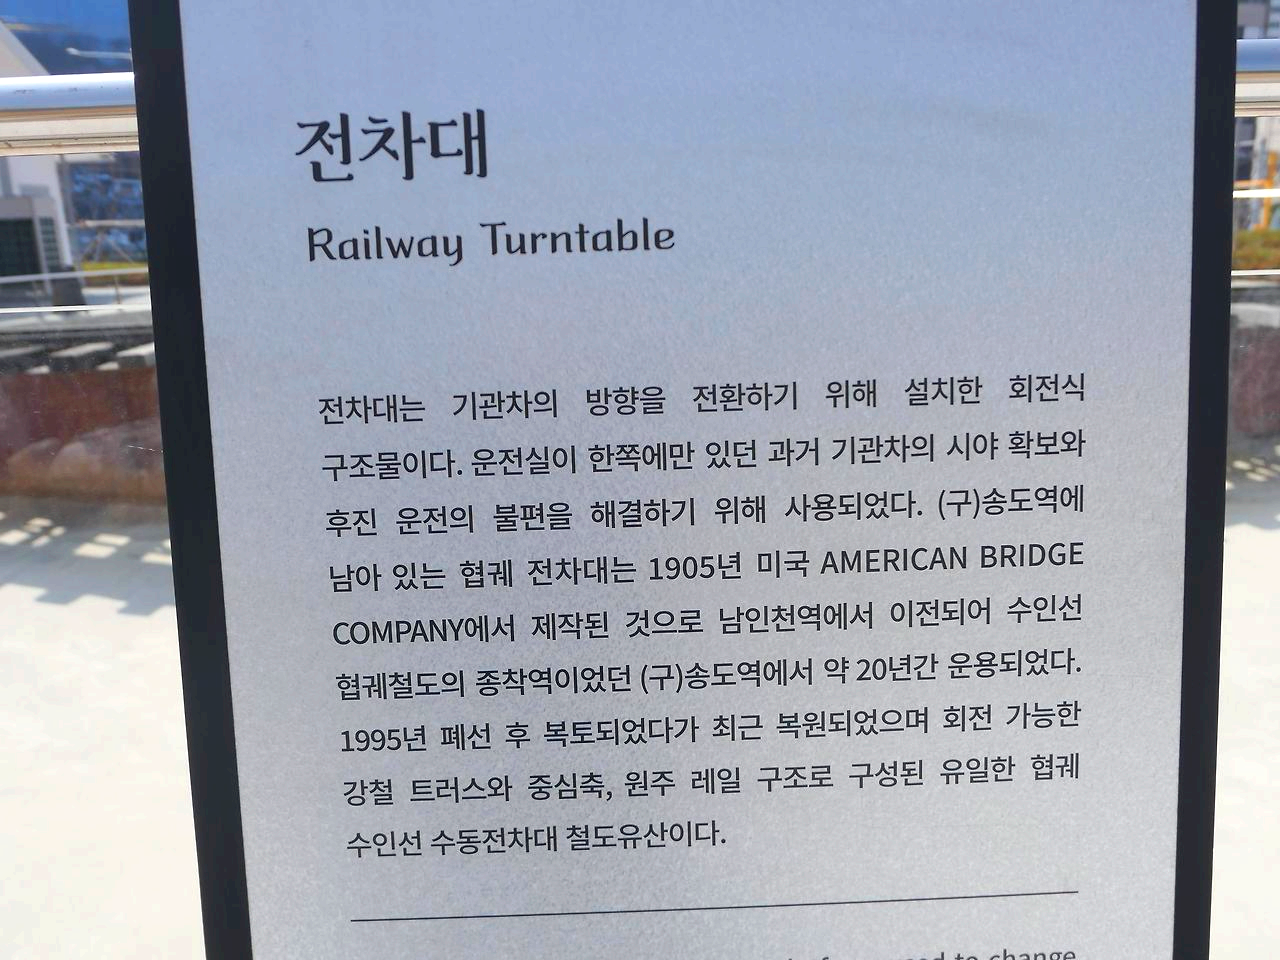 전차대
Railway Turntable
전차대는 기관차의 방향을 전환하기 위해 설치한 회전식
구조물이다. 운전실이 한쪽에만 있던 과거 기관차의 시야 확보와
후진 운전의 불편을 해결하기 위해 사용되었다. (구)송도역에
남아 있는 협궤 전차대는 1905년 미국 AMERICAN BRIDGE
COMPANY에서 제작된 것으로 남인천역에서 이전되어 수인선
협궤철도의 종착역이었던 (구)송도역에서 약 20년간 운용되었다.
1995년 폐선 후 복토되었다가 최근 복원되었으며 회전 가능한
강철 트러스와 중심축, 원주 레일 구조로 구성된 유일한 협궤
수인선 수동전차대 철도유산이다.
to change